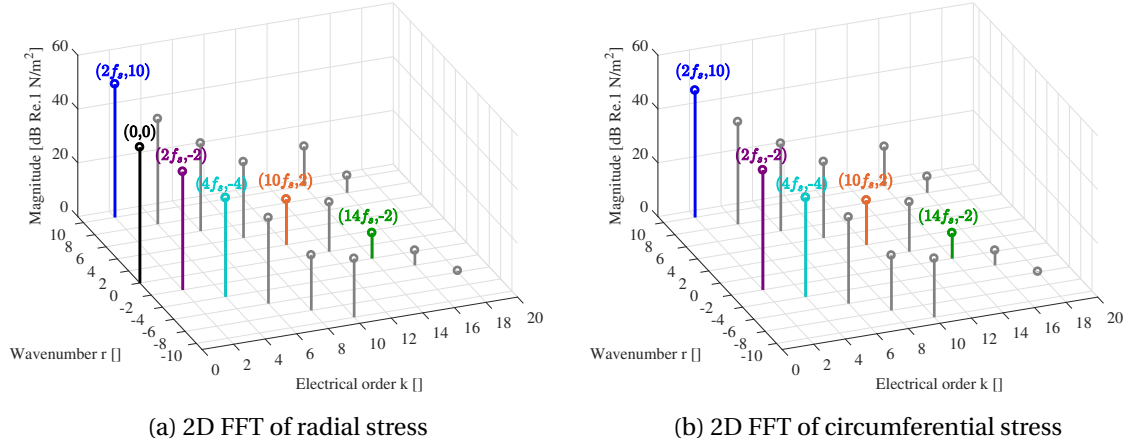 60
40
20
0
Magnitude [dB Re.1 N/m²]
(2fₛ,10)
(0,0)
(2fₛ,-2)
(4fₛ,-4)
(10fₛ,2)
(14fₛ,-2)
10
8
6
4
2
0
-2
-4
-6
-8
-10
Wavenumber r []
0
2
4
6
8
10
12
14
16
18
20
Electrical order k []
(a) 2D FFT of radial stress
60
40
20
0
Magnitude [dB Re.1 N/m²]
(2fₛ,10)
(2fₛ,-2)
(4fₛ,-4)
(10fₛ,2)
(14fₛ,-2)
10
8
6
4
2
0
-2
-4
-6
-8
-10
Wavenumber r []
0
2
4
6
8
10
12
14
16
18
20
Electrical order k []
(b) 2D FFT of circumferential stress